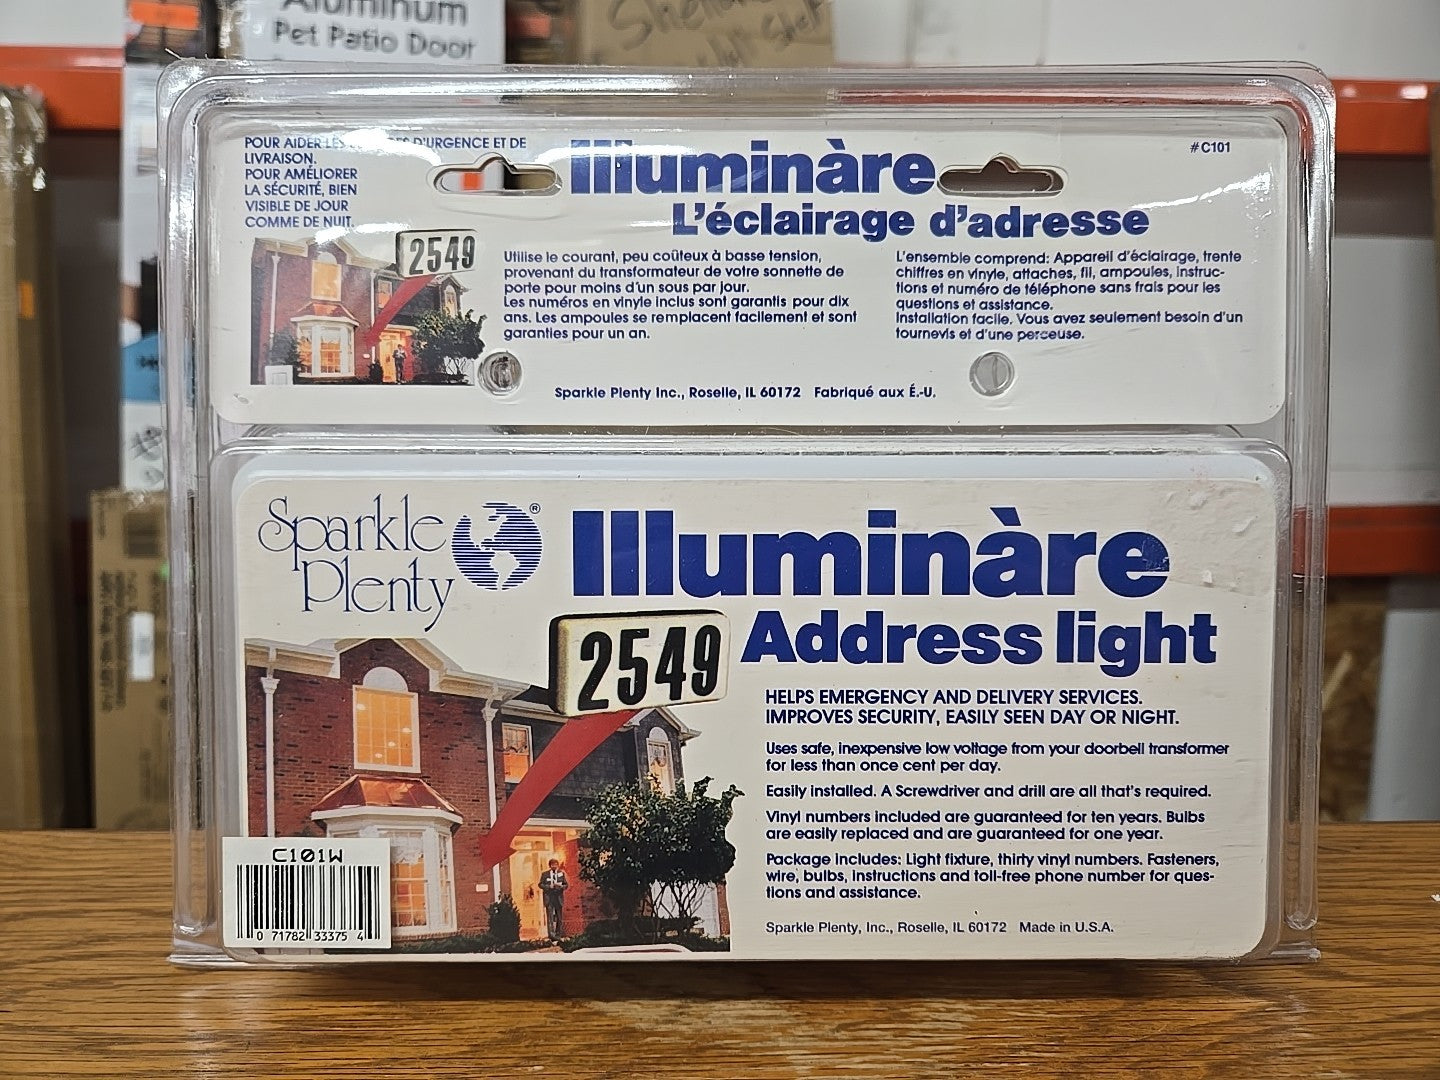 Aluminum
Pet Patio Door
POUR AIDER LES D'URGENCE ET DE
LIVRAISON.
POUR AMÉLIORER
LA SÉCURITÉ, BIEN
VISIBLE DE JOUR
COMME DE NUIT.
Illuminàre
#C101
L'éclairage d'adresse
2549
Utilise le courant, peu coûteux à basse tension,
provenant du transformateur de votre sonnette de
porte pour moins d'un sous par jour.
Les numéros en vinyle inclus sont garantis pour dix
ans. Les ampoules se remplacent facilement et sont
garanties pour un an.
L'ensemble comprend: Appareil d'éclairage, trente
chiffres en vinyle, attaches, fil, ampoules, instruc-
tions et numéro de téléphone sans frais pour les
questions et assistance.
Installation facile. Vous avez seulement besoin d'un
tournevis et d'une perceuse.
Sparkle Plenty Inc., Roselle, IL 60172 Fabriqué aux É.-U.
Sparkle
Plenty
®
Illuminàre
Address light
2549
HELPS EMERGENCY AND DELIVERY SERVICES.
IMPROVES SECURITY, EASILY SEEN DAY OR NIGHT.
Uses safe, inexpensive low voltage from your doorbell transformer
for less than once cent per day.
Easily installed. A Screwdriver and drill are all that's required.
Vinyl numbers included are guaranteed for ten years. Bulbs
are easily replaced and are guaranteed for one year.
Package includes: Light fixture, thirty vinyl numbers. Fasteners,
wire, bulbs, instructions and toll-free phone number for ques-
tions and assistance.
Sparkle Plenty, Inc., Roselle, IL 60172 Made in U.S.A.
C101W
0 71782 33375 4